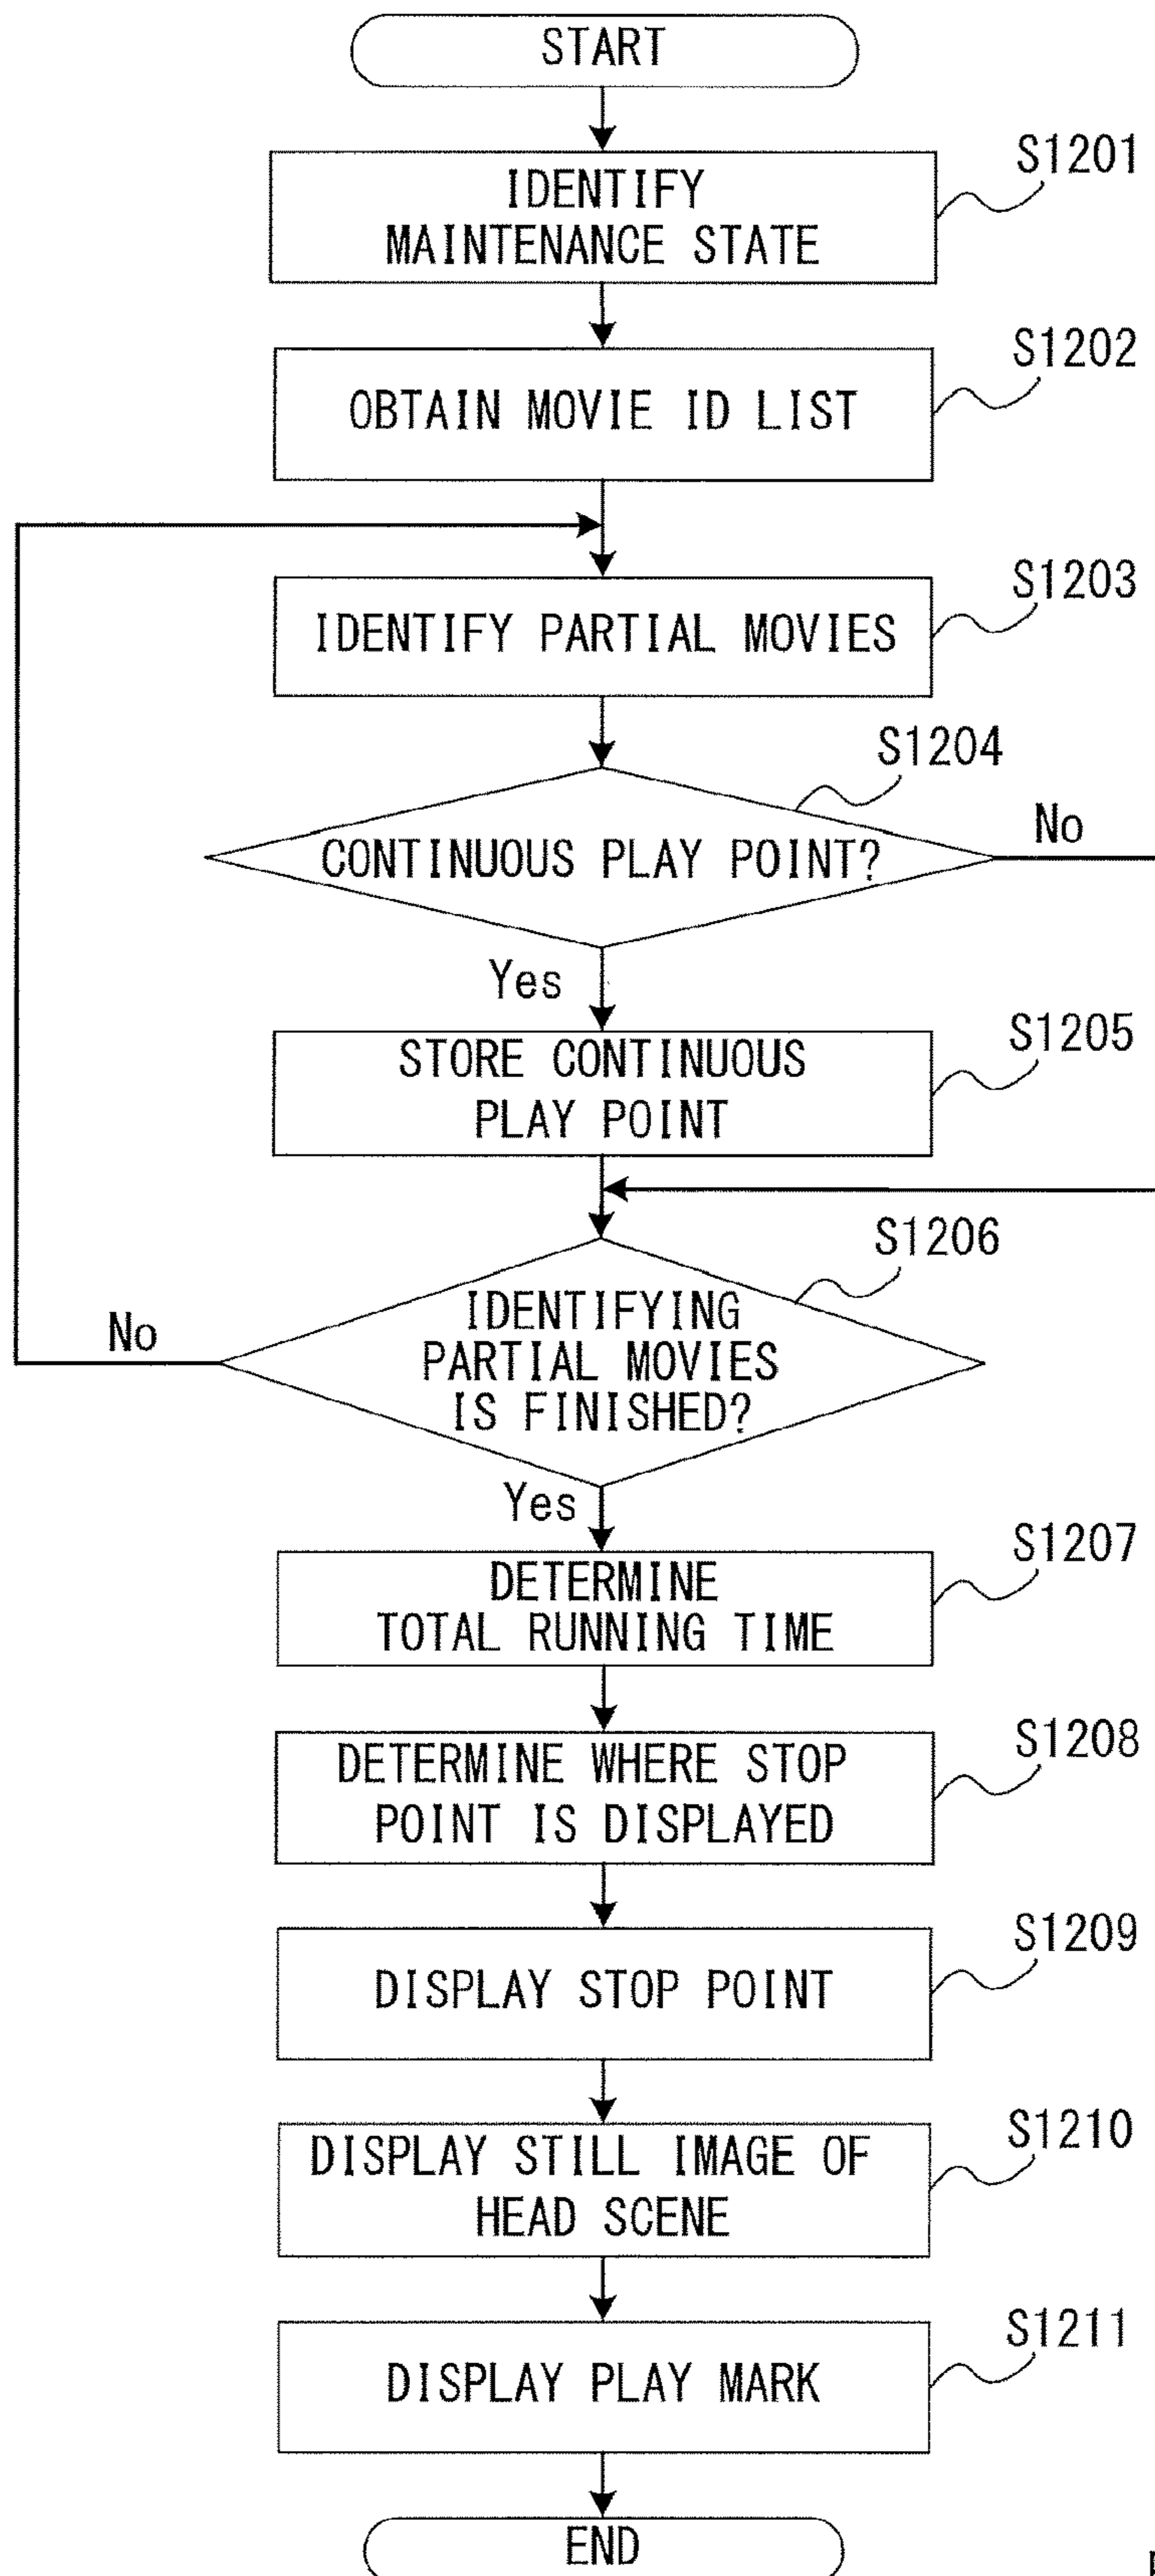 START
S1201
IDENTIFY
MAINTENANCE STATE
S1202
OBTAIN MOVIE ID LIST
S1203
IDENTIFY PARTIAL MOVIES
S1204
No
CONTINUOUS PLAY POINT?
Yes
S1205
STORE CONTINUOUS
PLAY POINT
S1206
IDENTIFYING
PARTIAL MOVIES
IS FINISHED?
No
Yes
S1207
DETERMINE
TOTAL RUNNING TIME
S1208
DETERMINE WHERE STOP
POINT IS DISPLAYED
S1209
DISPLAY STOP POINT
S1210
DISPLAY STILL IMAGE OF
HEAD SCENE
S1211
DISPLAY PLAY MARK
END